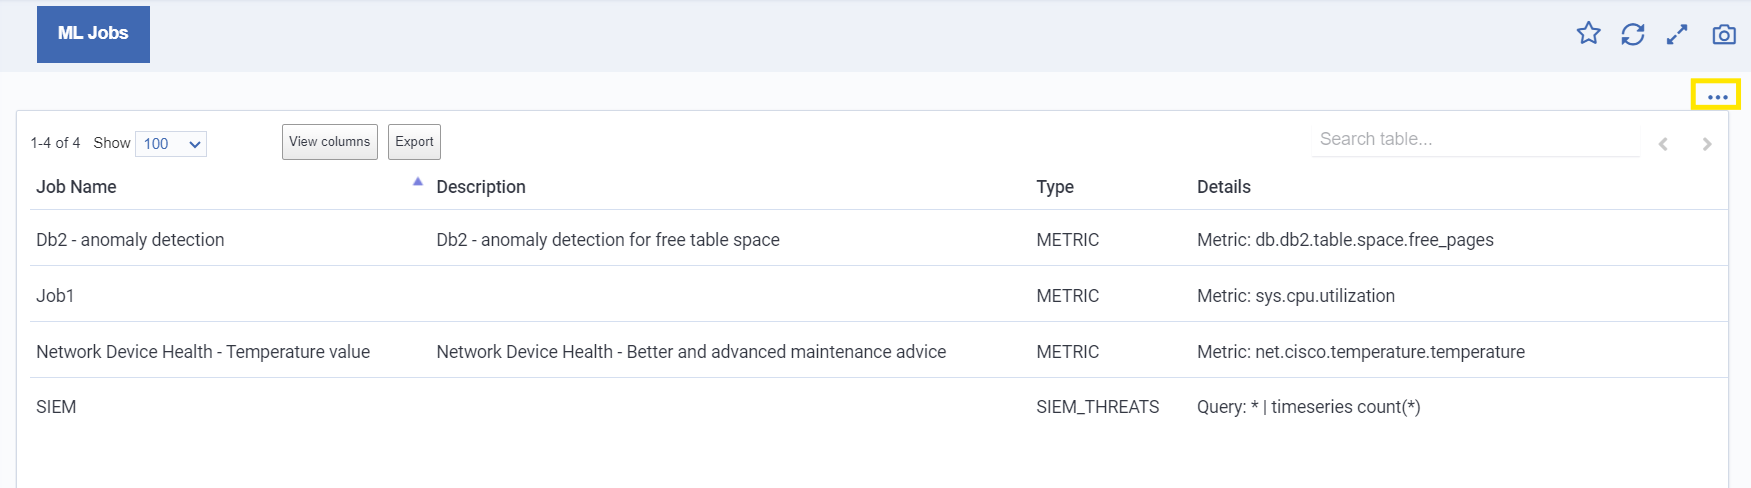 ML Jobs
1-4 of 4 Show 100 View columns Export Search table...
Job Name Description Type Details
Db2 - anomaly detection Db2 - anomaly detection for free table space METRIC Metric: db.db2.table.space.free_pages
Job1 METRIC Metric: sys.cpu.utilization
Network Device Health - Temperature value Network Device Health - Better and advanced maintenance advice METRIC Metric: net.cisco.temperature.temperature
SIEM SIEM_THREATS Query: * | timeseries count(*)